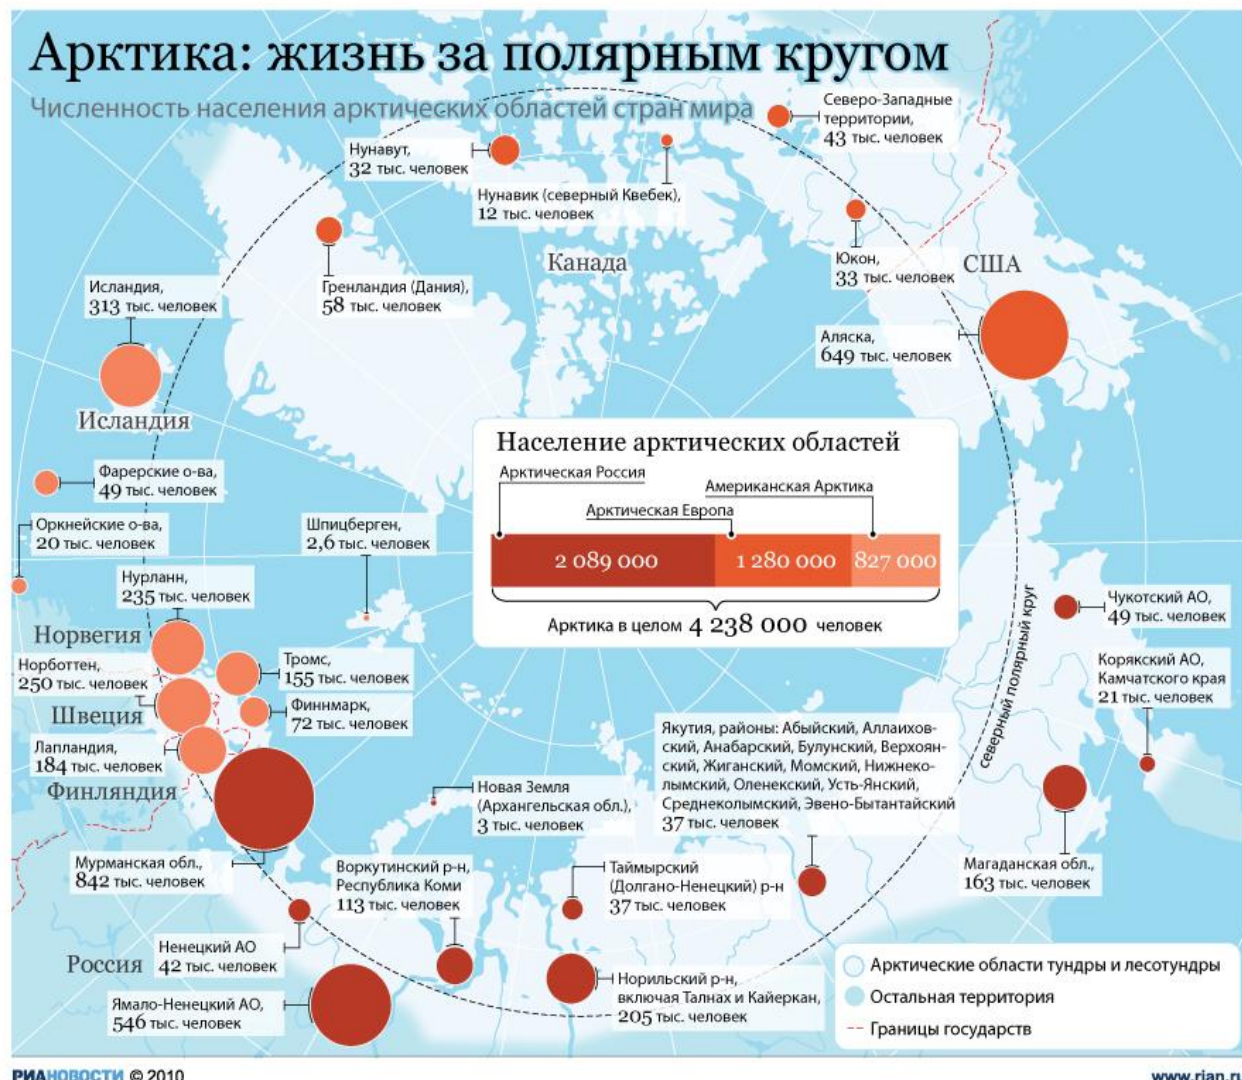 Арктика: жизнь за полярным кругом
Численность населения арктических областей стран мира
Северо-Западные
территории,
43 тыс. человек
Нунавут,
32 тыс. человек
Нунавик (северный Квебек),
12 тыс. человек
Канада
Юкон,
33 тыс. человек
США
Гренландия (Дания),
58 тыс. человек
Исландия,
313 тыс. человек
Исландия
Аляска,
649 тыс. человек
Фарерские о-ва,
49 тыс. человек
Оркнейские о-ва,
20 тыс. человек
Шпицберген,
2,6 тыс. человек
Население арктических областей
Арктическая Россия
Американская Арктика
Арктическая Европа
2 089 000
1 280 000
827 000
Арктика в целом 4 238 000 человек
Нурланн,
235 тыс. человек
Норвегия
Норботтен,
250 тыс. человек
Тромс,
155 тыс. человек
Швеция
Финнмарк,
72 тыс. человек
Лапландия,
184 тыс. человек
Финляндия
северный полярный круг
Чукотский АО,
49 тыс. человек
Корякский АО,
Камчатского края
21 тыс. человек
Якутия, районы: Абыйский, Аллаихов-
ский, Анабарский, Булунский, Верхоян-
ский, Жиганский, Момский, Нижнеко-
лымский, Оленекский, Усть-Янский,
Среднеколымский, Эвено-Бытантайский
37 тыс. человек
Новая Земля
(Архангельская обл.),
3 тыс. человек
Мурманская обл.,
842 тыс. человек
Воркутинский р-н,
Республика Коми
113 тыс. человек
Таймырский
(Долгано-Ненецкий) р-н
37 тыс. человек
Магаданская обл.,
163 тыс. человек
Ненецкий АО
42 тыс. человек
Россия
Ямало-Ненецкий АО,
546 тыс. человек
Норильский р-н,
включая Талнах и Кайеркан,
205 тыс. человек
Арктические области тундры и лесотундры
Остальная территория
Границы государств
РИАНОВОСТИ © 2010
www.rian.ru